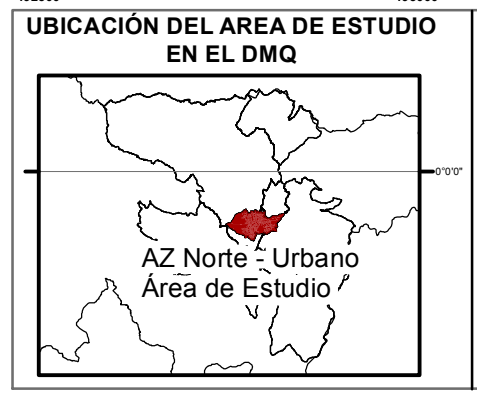 UBICACIÓN DEL AREA DE ESTUDIO
EN EL DMQ
0°0'0"
AZ Norte - Urbano
Área de Estudio